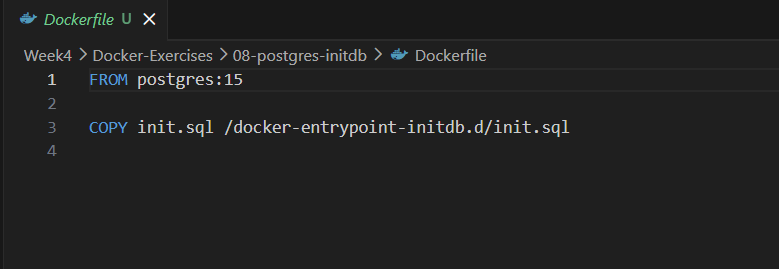 Dockerfile U
Week4 > Docker-Exercises > 08-postgres-initdb > Dockerfile
1 FROM postgres:15
2
3 COPY init.sql /docker-entrypoint-initdb.d/init.sql
4